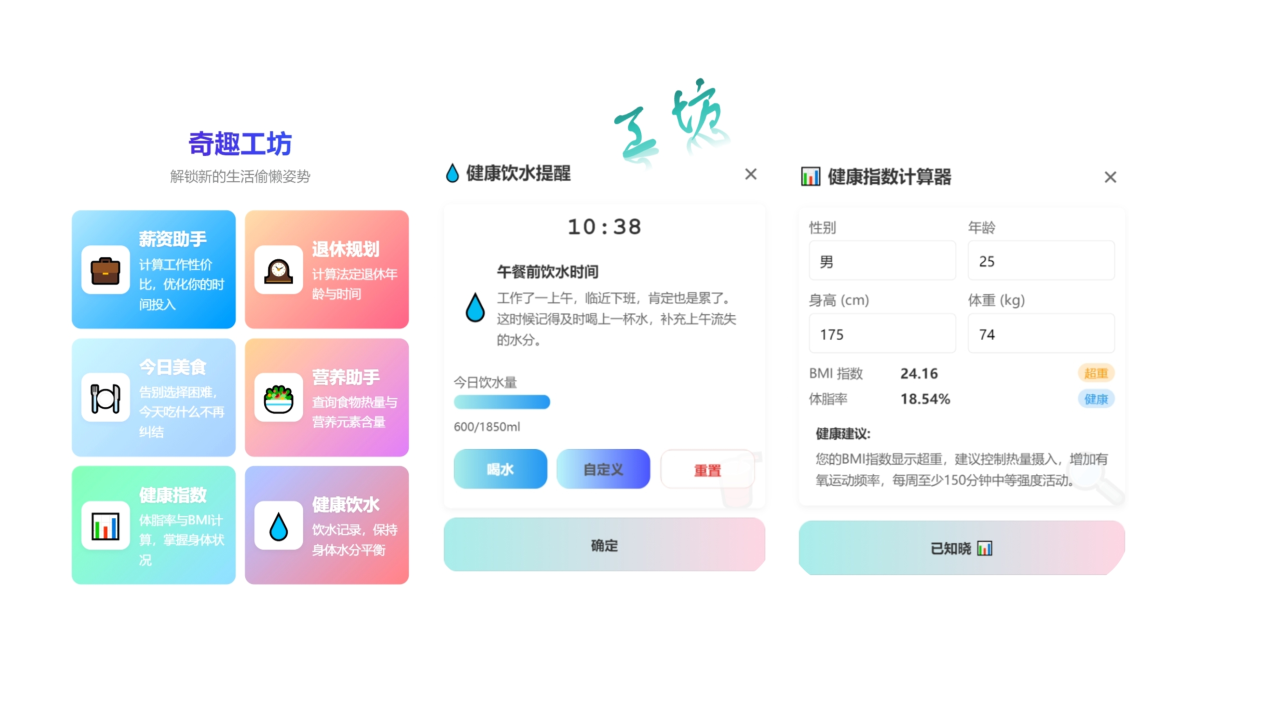 工坊
奇趣工坊
解锁新的生活偷懒姿势
薪资助手
计算工作性价
比，优化你的时
间投入
退休规划
计算法定退休年
龄与时间
今日美食
告别选择困难，
今天吃什么不再
纠结
营养助手
查询食物热量与
营养元素含量
健康指数
体脂率与BMI计
算，掌握身体状
况
健康饮水
饮水记录，保持
身体水分平衡
健康饮水提醒
10:38
午餐前饮水时间
工作了一上午，临近下班，肯定也是累了。
这时候记得及时喝上一杯水，补充上午流失
的水分。
今日饮水量
600/1850ml
喝水 自定义 重置
确定
健康指数计算器
性别 年龄
男 25
身高 (cm) 体重 (kg)
175 74
BMI 指数 24.16 超重
体脂率 18.54% 健康
健康建议:
您的BMI指数显示超重，建议控制热量摄入，增加有
氧运动频率，每周至少150分钟中等强度活动。
已知晓